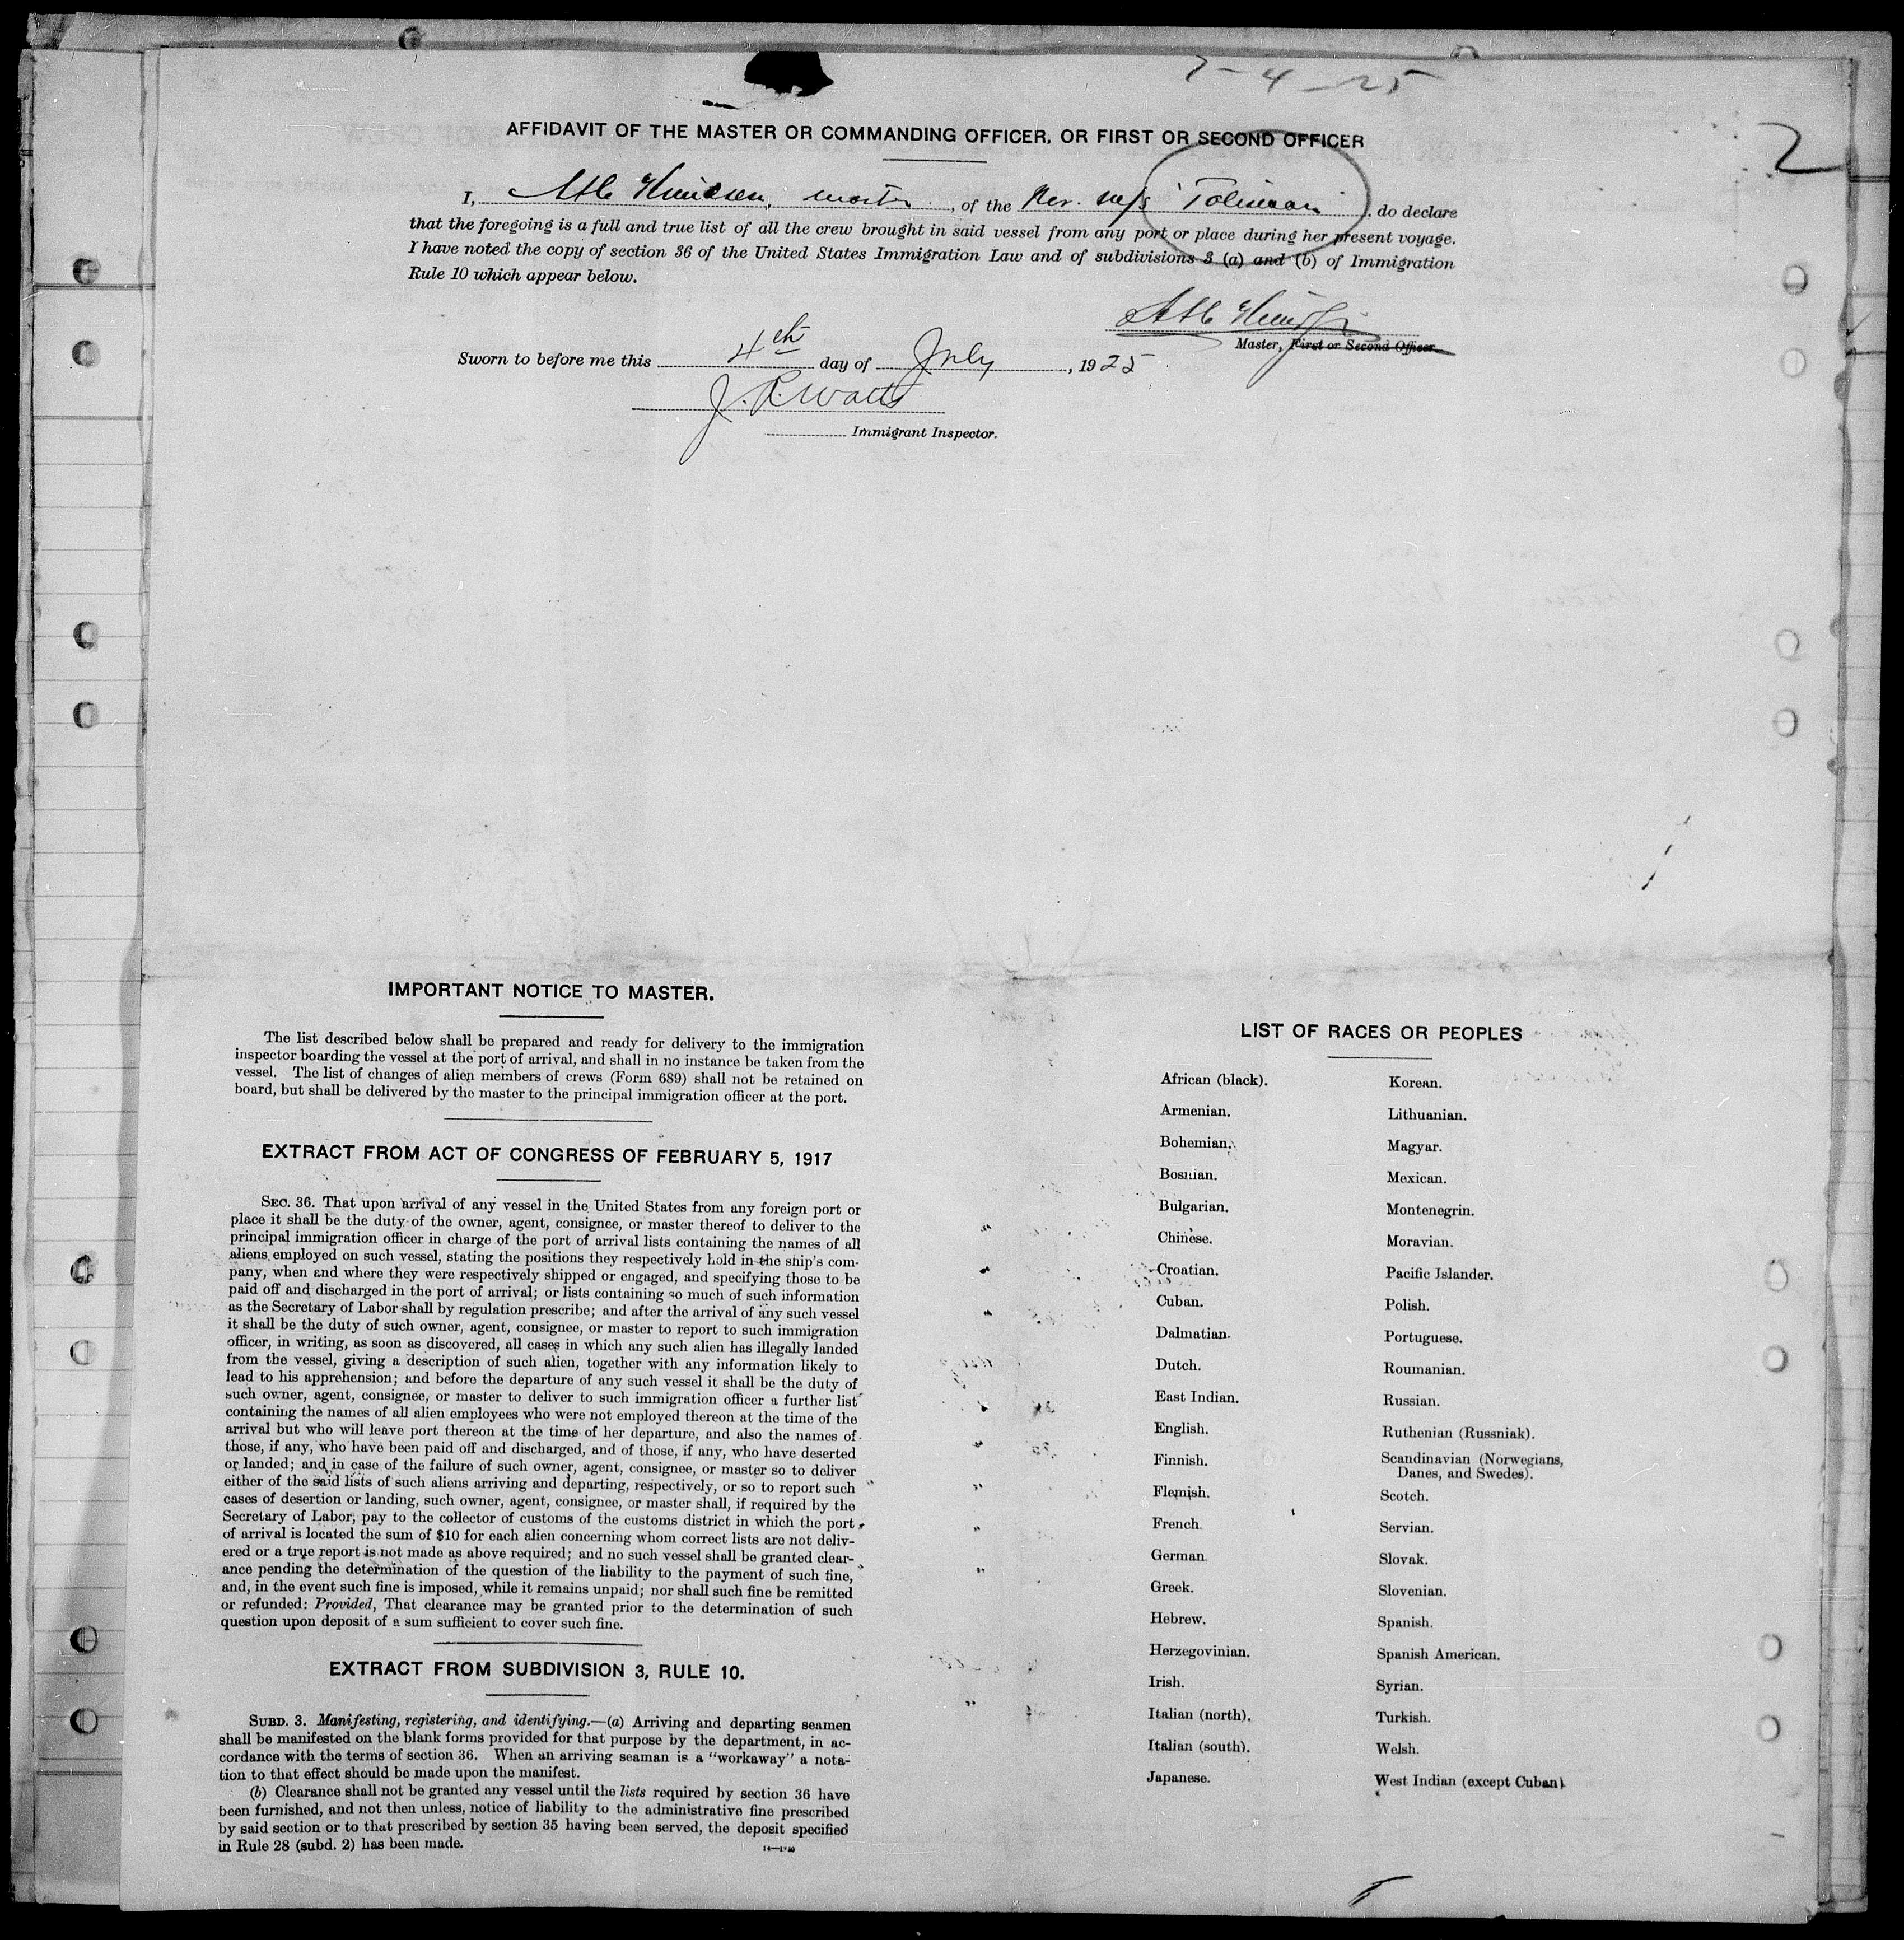 7-4-25
2
AFFIDAVIT OF THE MASTER OR COMMANDING OFFICER, OR FIRST OR SECOND OFFICER
I, master, of the Nor. m/s "Toliman", do declare
that the foregoing is a full and true list of all the crew brought in said vessel from any port or place during her present voyage.
I have noted the copy of section 36 of the United States Immigration Law and of subdivisions 3 (a) and (b) of Immigration
Rule 10 which appear below.
Master, First or Second Officer.
Sworn to before me this 4th day of July, 1925
J. R. Watts
Immigrant Inspector.
IMPORTANT NOTICE TO MASTER.
The list described below shall be prepared and ready for delivery to the immigration
inspector boarding the vessel at the port of arrival, and shall in no instance be taken from the
vessel. The list of changes of alien members of crews (Form 689) shall not be retained on
board, but shall be delivered by the master to the principal immigration officer at the port.
EXTRACT FROM ACT OF CONGRESS OF FEBRUARY 5, 1917
SEC. 36. That upon arrival of any vessel in the United States from any foreign port or
place it shall be the duty of the owner, agent, consignee, or master thereof to deliver to the
principal immigration officer in charge of the port of arrival lists containing the names of all
aliens employed on such vessel, stating the positions they respectively hold in the ship's com-
pany, when and where they were respectively shipped or engaged, and specifying those to be
paid off and discharged in the port of arrival; or lists containing so much of such information
as the Secretary of Labor shall by regulation prescribe; and after the arrival of any such vessel
it shall be the duty of such owner, agent, consignee, or master to report to such immigration
officer, in writing, as soon as discovered, all cases in which any such alien has illegally landed
from the vessel, giving a description of such alien, together with any information likely to
lead to his apprehension; and before the departure of any such vessel it shall be the duty of
such owner, agent, consignee, or master to deliver to such immigration officer a further list
containing the names of all alien employees who were not employed thereon at the time of the
arrival but who will leave port thereon at the time of her departure, and also the names of
those, if any, who have been paid off and discharged, and of those, if any, who have deserted
or landed; and in case of the failure of such owner, agent, consignee, or master so to deliver
either of the said lists of such aliens arriving and departing, respectively, or so to report such
cases of desertion or landing, such owner, agent, consignee, or master shall, if required by the
Secretary of Labor, pay to the collector of customs of the customs district in which the port
of arrival is located the sum of $10 for each alien concerning whom correct lists are not deliv-
ered or a true report is not made as above required; and no such vessel shall be granted clear-
ance pending the determination of the question of the liability to the payment of such fine,
and, in the event such fine is imposed, while it remains unpaid; nor shall such fine be remitted
or refunded: Provided, That clearance may be granted prior to the determination of such
question upon deposit of a sum sufficient to cover such fine.
EXTRACT FROM SUBDIVISION 3, RULE 10.
SUBD. 3. Manifesting, registering, and identifying.—(a) Arriving and departing seamen
shall be manifested on the blank forms provided for that purpose by the department, in ac-
cordance with the terms of section 36. When an arriving seaman is a "workaway" a nota-
tion to that effect should be made upon the manifest.
(b) Clearance shall not be granted any vessel until the lists required by section 36 have
been furnished, and not then unless, notice of liability to the administrative fine prescribed
by said section or to that prescribed by section 35 having been served, the deposit specified
in Rule 28 (subd. 2) has been made.
LIST OF RACES OR PEOPLES
African (black).
Armenian.
Bohemian.
Bosnian.
Bulgarian.
Chinese.
Croatian.
Cuban.
Dalmatian.
Dutch.
East Indian.
English.
Finnish.
Flemish.
French.
German.
Greek.
Hebrew.
Herzegovinian.
Irish.
Italian (north).
Italian (south).
Japanese.
Korean.
Lithuanian.
Magyar.
Mexican.
Montenegrin.
Moravian.
Pacific Islander.
Polish.
Portuguese.
Roumanian.
Russian.
Ruthenian (Russniak).
Scandinavian (Norwegians,
Danes, and Swedes).
Scotch.
Servian.
Slovak.
Slovenian.
Spanish.
Spanish American.
Syrian.
Turkish.
Welsh.
West Indian (except Cuban).